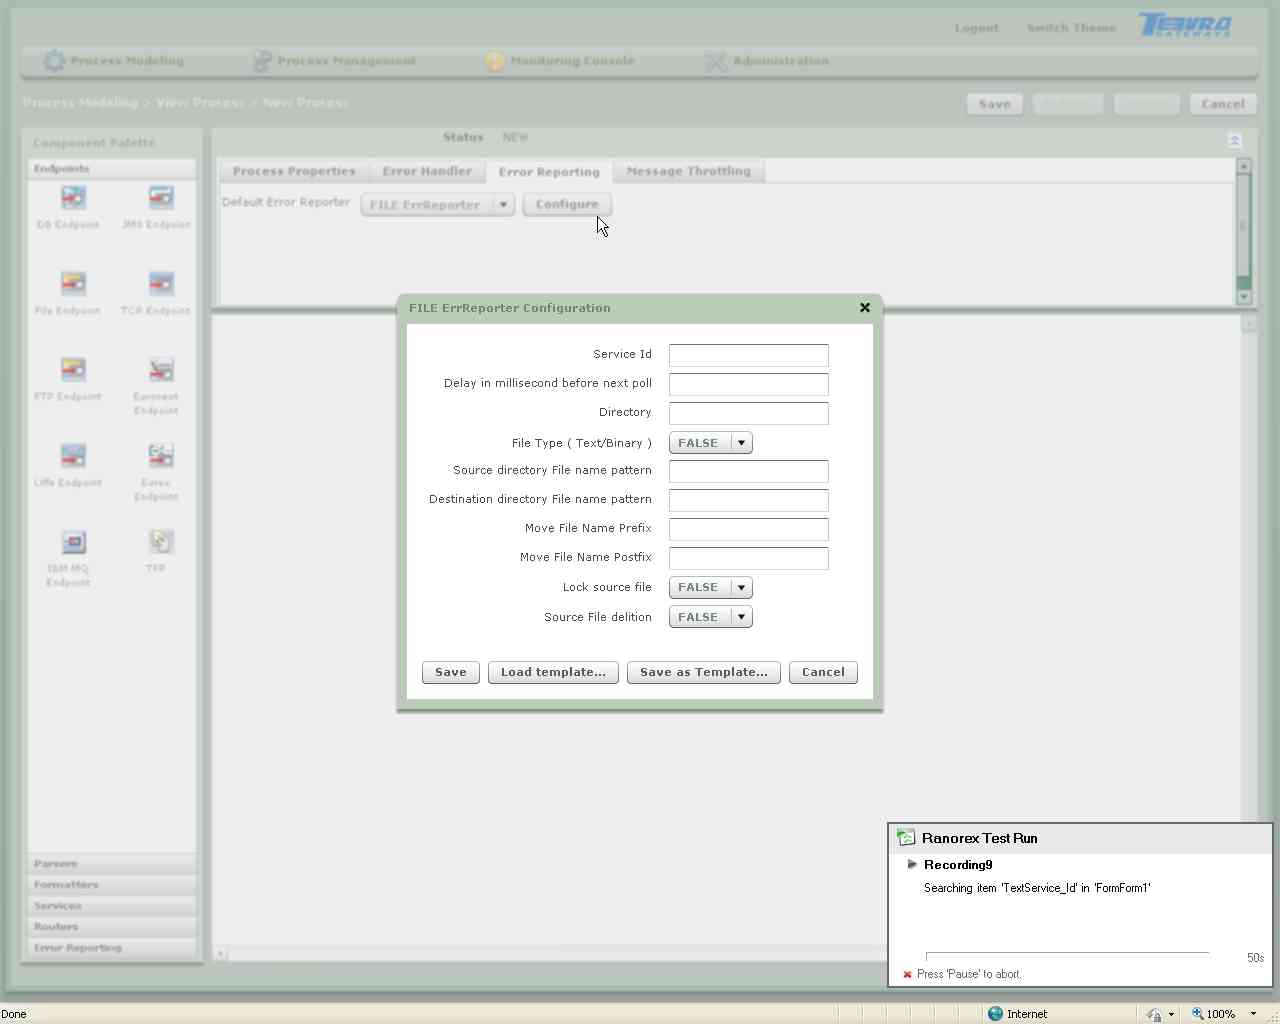 Logout Switch Theme TEEVRA GATEWAYS
Process Modeling Process Management Monitoring Console Administration
Process Modeling > View Process > New Process Save Cancel
Component Palette
Status NEW
Endpoints
Process Properties Error Handler Error Reporting Message Throttling
Default Error Reporter FILE ErrReporter Configure
DB Endpoint JMS Endpoint
File Endpoint TCP Endpoint
FTP Endpoint Euronext Endpoint
Liffe Endpoint Eurex Endpoint
IBM MQ Endpoint
FILE ErrReporter Configuration
Service Id
Delay in millisecond before next poll
Directory
File Type ( Text/Binary ) FALSE
Source directory File name pattern
Destination directory File name pattern
Move File Name Prefix
Move File Name Postfix
Lock source file FALSE
Source File delition FALSE
Save Load template... Save as Template... Cancel
Parsers
Formatters
Services
Routers
Error Reporting
Ranorex Test Run
Recording9
Searching item 'TextService_Id' in 'FormForm1'
50s
Press 'Pause' to abort.
Done Internet 100%